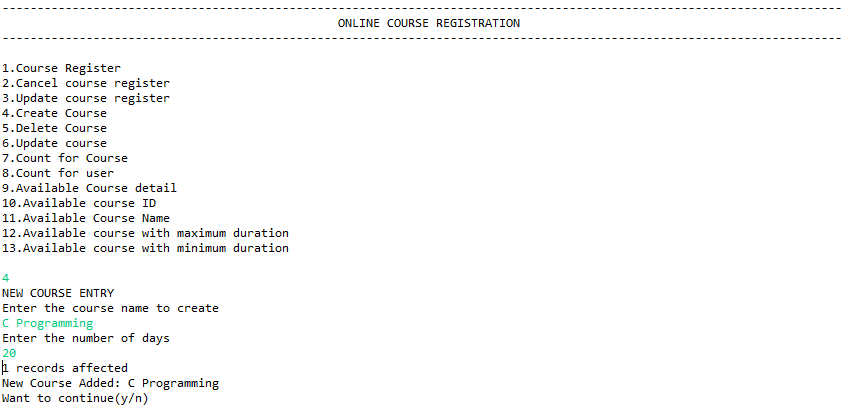 ------------------------------------------------------------------------------------------------------------------------
ONLINE COURSE REGISTRATION
------------------------------------------------------------------------------------------------------------------------
1.Course Register
2.Cancel course register
3.Update course register
4.Create Course
5.Delete Course
6.Update course
7.Count for Course
8.Count for user
9.Available Course detail
10.Available course ID
11.Available Course Name
12.Available course with maximum duration
13.Available course with minimum duration
4
NEW COURSE ENTRY
Enter the course name to create
C Programming
Enter the number of days
20
1 records affected
New Course Added: C Programming
Want to continue(y/n)